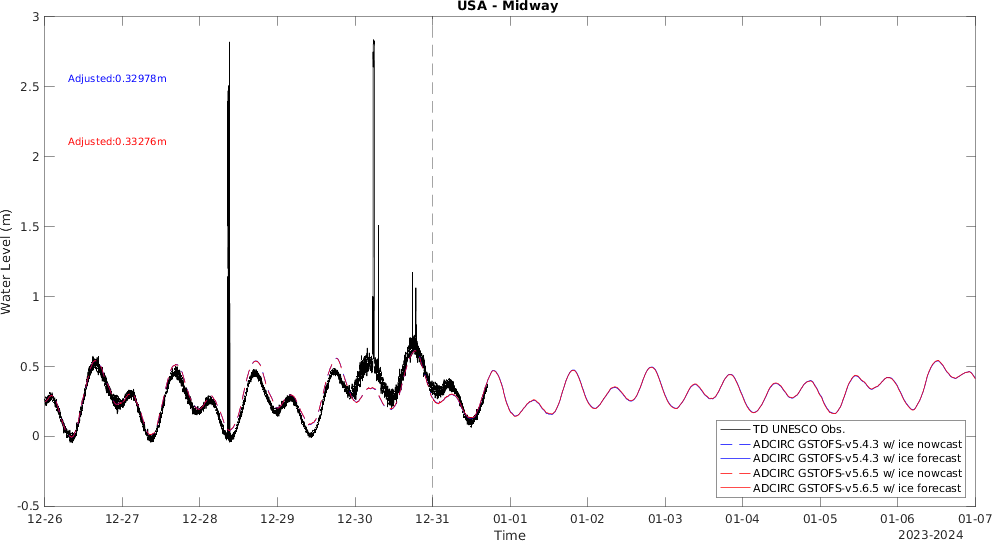 USA - Midway
3
2.5
2
1.5
1
0.5
0
-0.5
Water Level (m)
Adjusted:0.32978m
Adjusted:0.33276m
TD UNESCO Obs.
ADCIRC GSTOFS-v5.4.3 w/ ice nowcast
ADCIRC GSTOFS-v5.4.3 w/ ice forecast
ADCIRC GSTOFS-v5.6.5 w/ ice nowcast
ADCIRC GSTOFS-v5.6.5 w/ ice forecast
12-26 12-27 12-28 12-29 12-30 12-31 01-01 01-02 01-03 01-04 01-05 01-06 01-07
Time
2023-2024